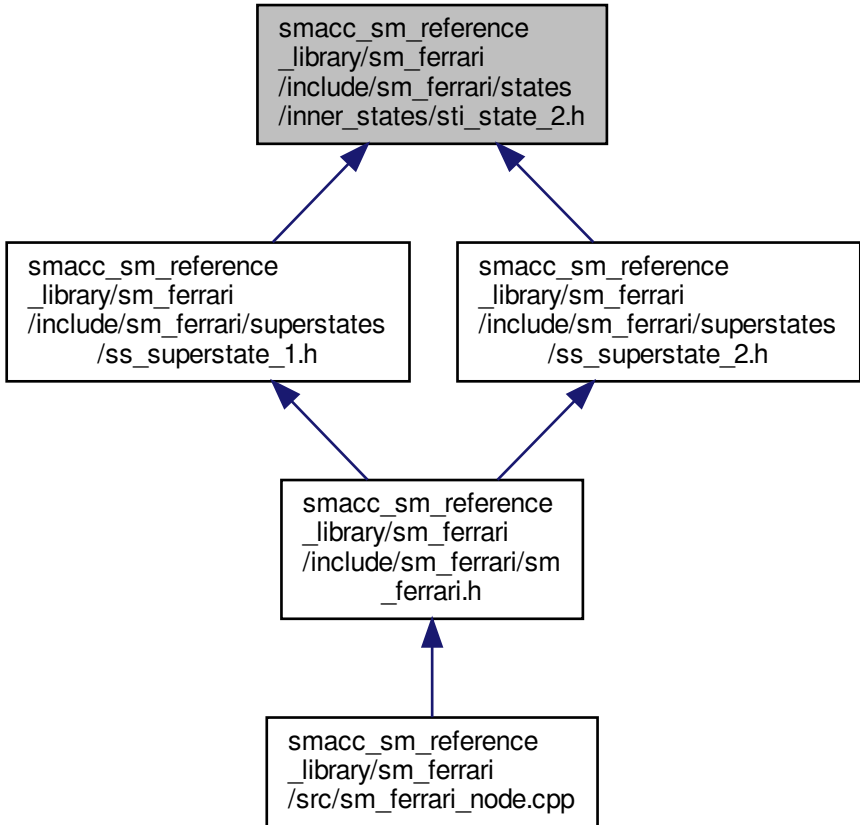 smacc_sm_reference
_library/sm_ferrari
/include/sm_ferrari/states
/inner_states/sti_state_2.h
smacc_sm_reference
_library/sm_ferrari
/include/sm_ferrari/superstates
/ss_superstate_1.h
smacc_sm_reference
_library/sm_ferrari
/include/sm_ferrari/superstates
/ss_superstate_2.h
smacc_sm_reference
_library/sm_ferrari
/include/sm_ferrari/sm
_ferrari.h
smacc_sm_reference
_library/sm_ferrari
/src/sm_ferrari_node.cpp